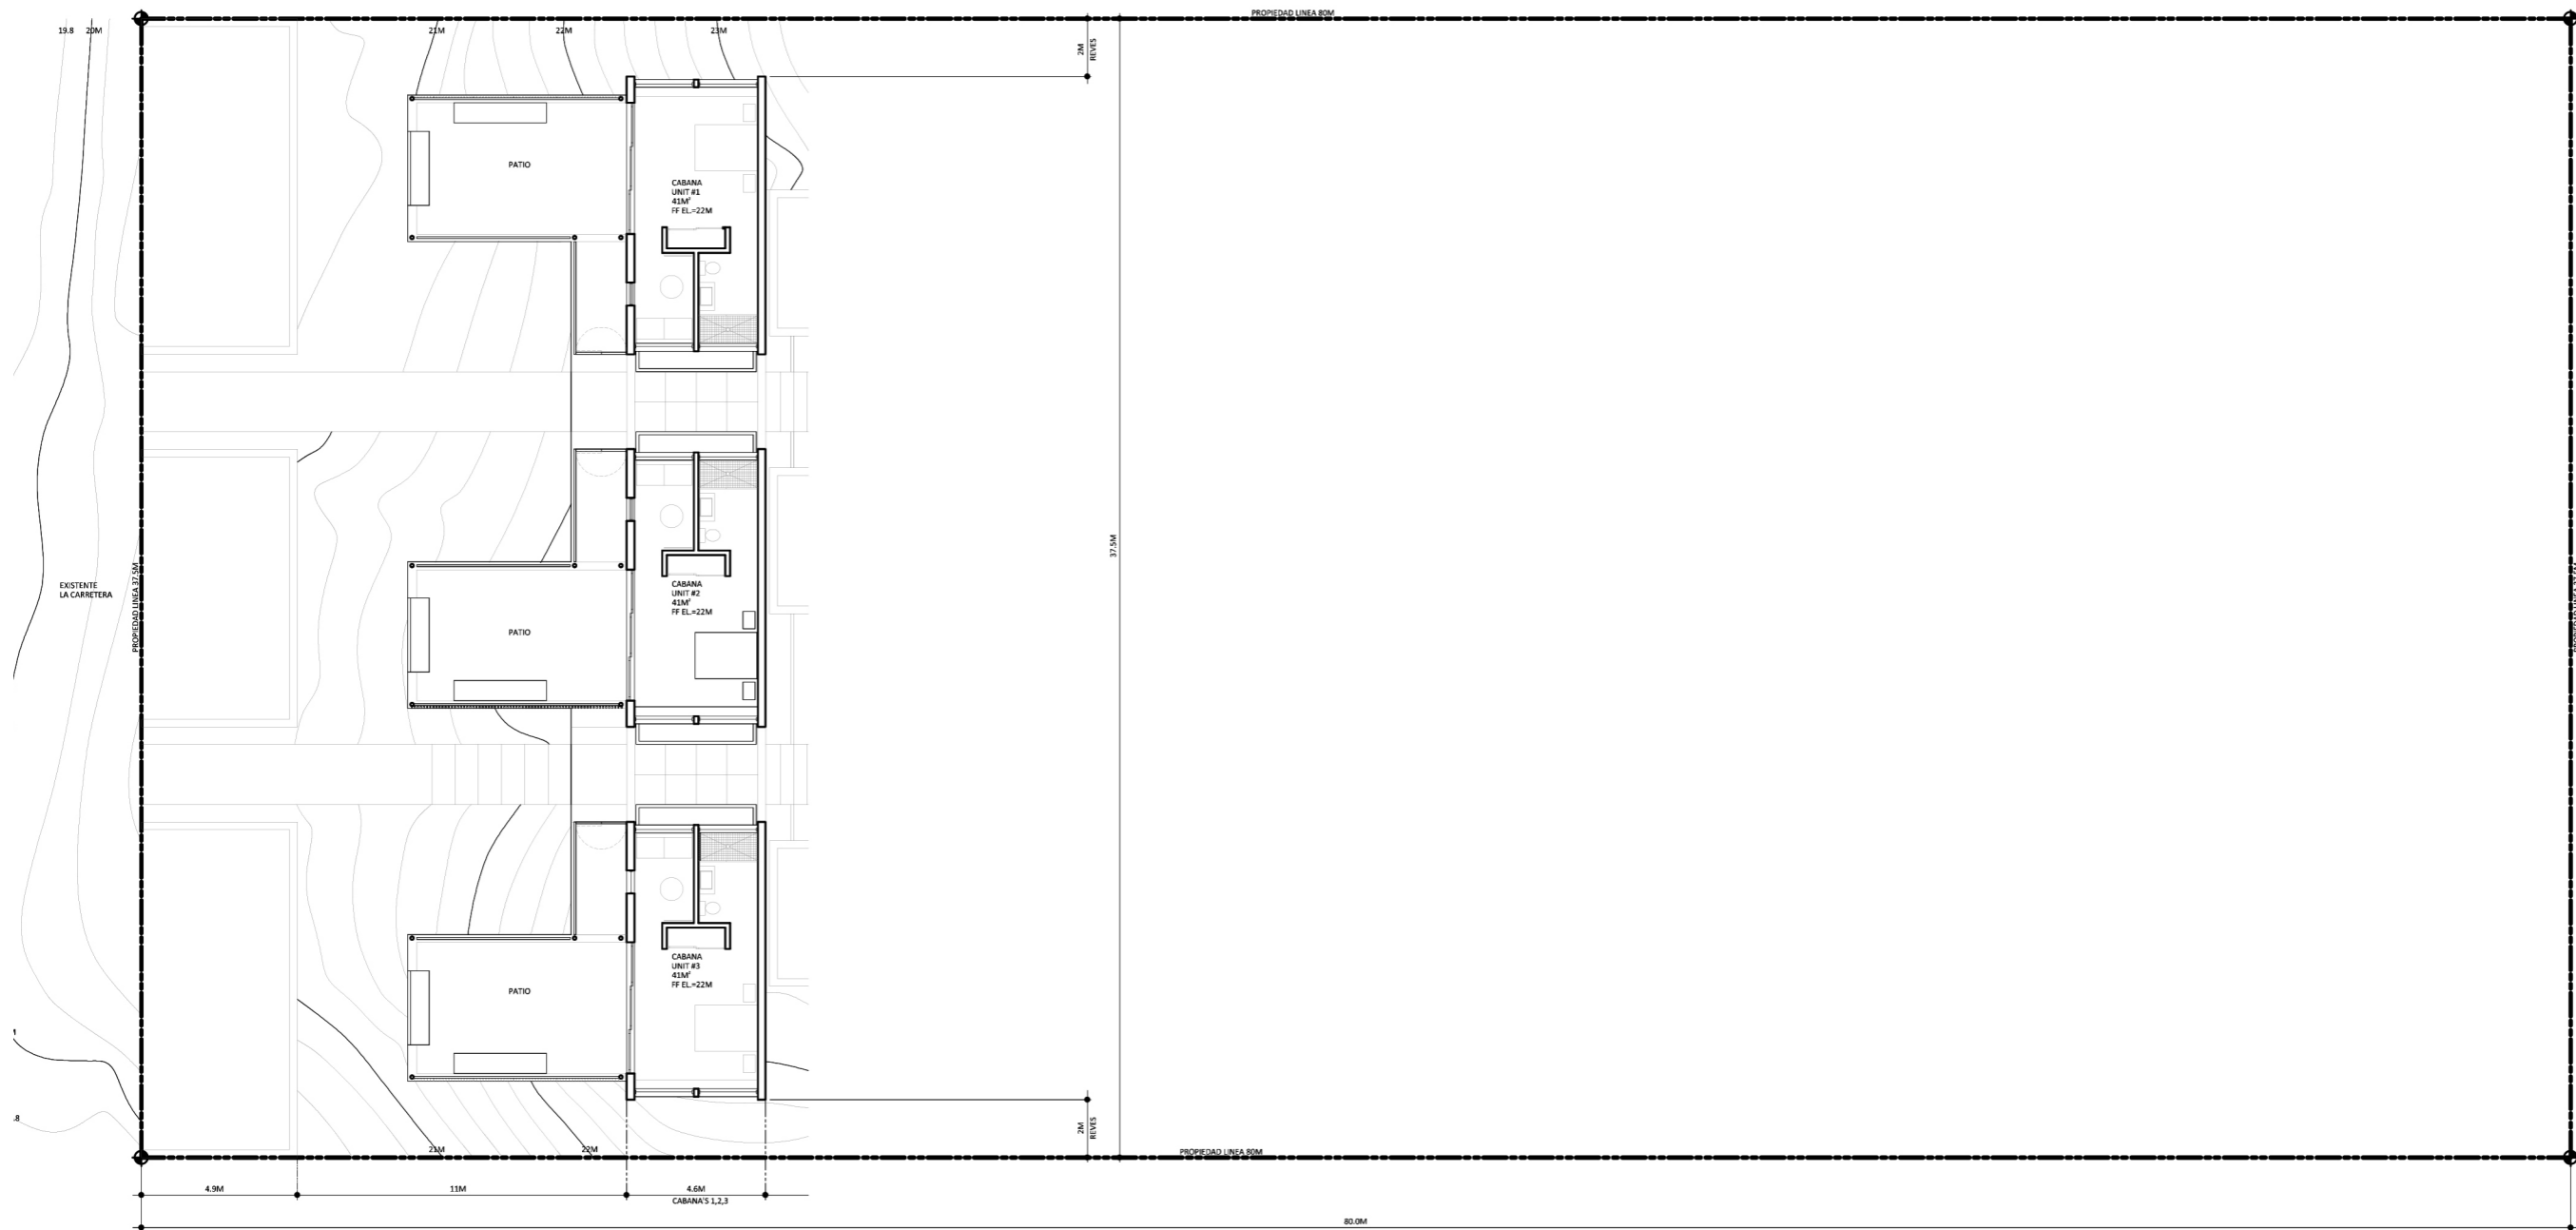 PROPIEDAD LINEA 80M
19.8
20M
21M
22M
23M
2M
REVES
PATIO
CABANA
UNIT #1
41M²
FF EL.=22M
37.5M
EXISTENTE
LA CARRETERA
PROPIEDAD LINEA 37.5M
CABANA
UNIT #2
41M²
FF EL.=22M
PATIO
CABANA
UNIT #3
41M²
FF EL.=22M
PATIO
.8
2M
REVES
21M
22M
PROPIEDAD LINEA 80M
4.9M
11M
4.6M
CABANA'S 1,2,3
80.0M